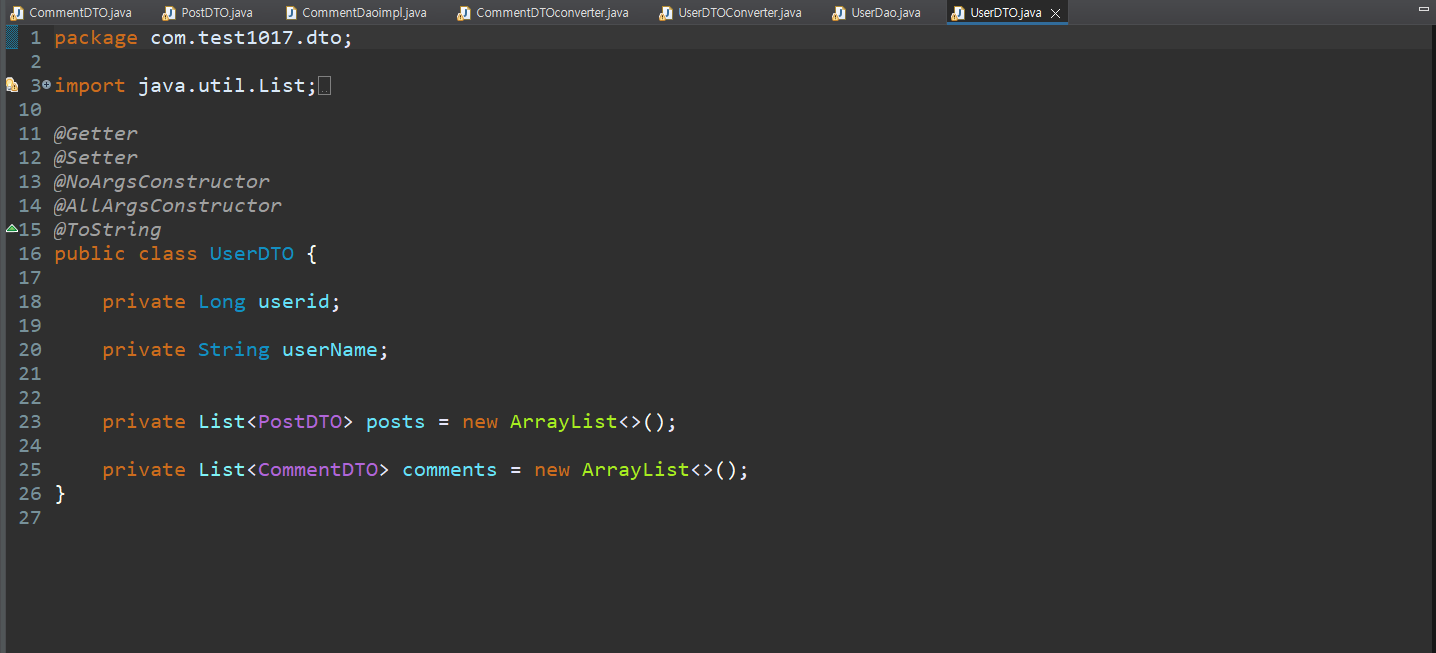 CommentDTO.java PostDTO.java CommentDaoimpl.java CommentDTOconverter.java UserDTOConverter.java UserDao.java UserDTO.java
1 package com.test1017.dto;
2
3 import java.util.List;
10
11 @Getter
12 @Setter
13 @NoArgsConstructor
14 @AllArgsConstructor
15 @ToString
16 public class UserDTO {
17
18 private Long userid;
19
20 private String userName;
21
22
23 private List<PostDTO> posts = new ArrayList<>();
24
25 private List<CommentDTO> comments = new ArrayList<>();
26 }
27